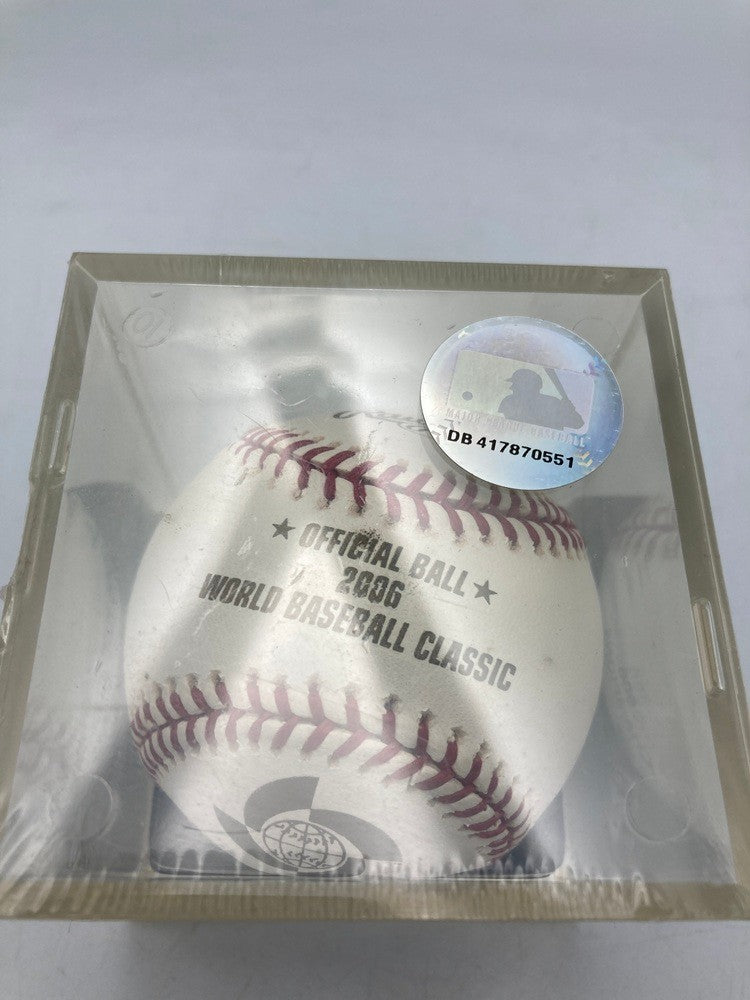 MAJOR LEAGUE BASEBALL
DB 417870551
★ OFFICIAL BALL ★
2006
WORLD BASEBALL CLASSIC